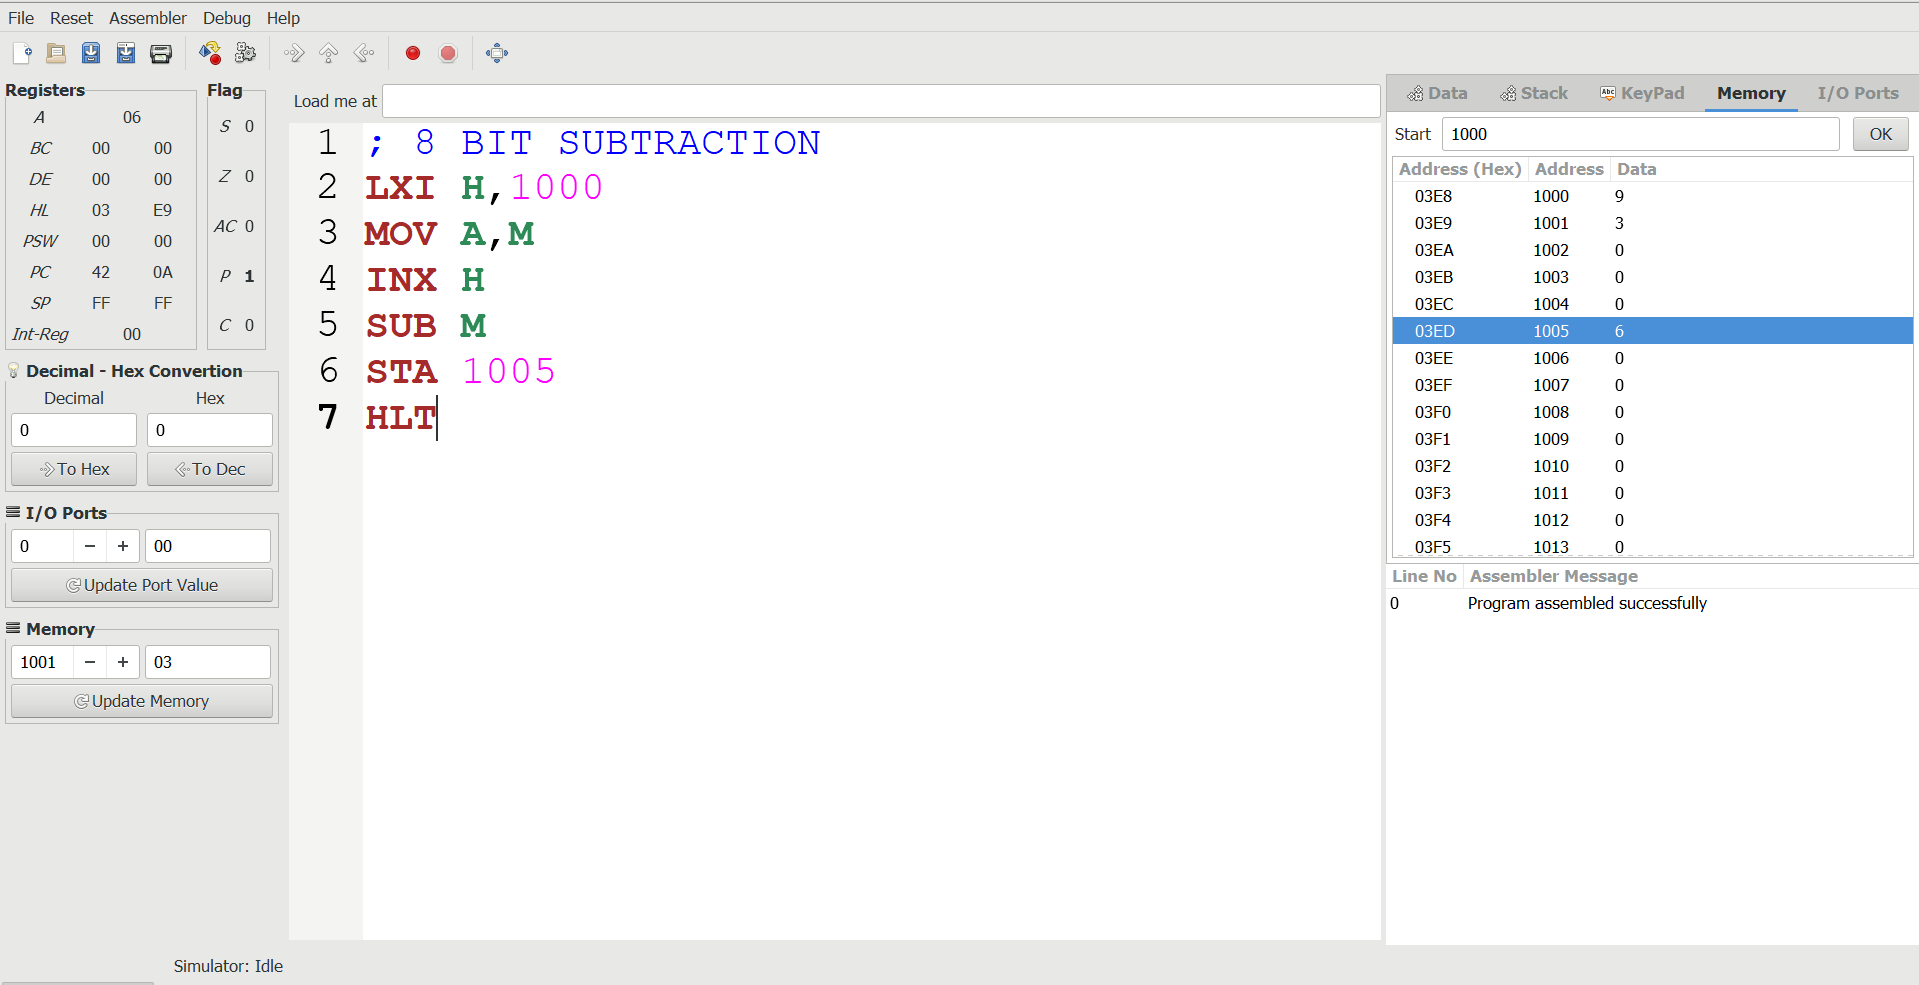 File Reset Assembler Debug Help
Registers
A 06
BC 00 00
DE 00 00
HL 03 E9
PSW 00 00
PC 42 0A
SP FF FF
Int-Reg 00
Flag
S 0
Z 0
AC 0
P 1
C 0
Decimal - Hex Convertion
Decimal Hex
0 0
To Hex To Dec
I/O Ports
0 − + 00
Update Port Value
Memory
1001 − + 03
Update Memory
Load me at
1 ; 8 BIT SUBTRACTION
2 LXI H,1000
3 MOV A,M
4 INX H
5 SUB M
6 STA 1005
7 HLT
Data Stack Abc KeyPad Memory I/O Ports
Start 1000 OK
Address (Hex) Address Data
03E8 1000 9
03E9 1001 3
03EA 1002 0
03EB 1003 0
03EC 1004 0
03ED 1005 6
03EE 1006 0
03EF 1007 0
03F0 1008 0
03F1 1009 0
03F2 1010 0
03F3 1011 0
03F4 1012 0
03F5 1013 0
Line No Assembler Message
0 Program assembled successfully
Simulator: Idle